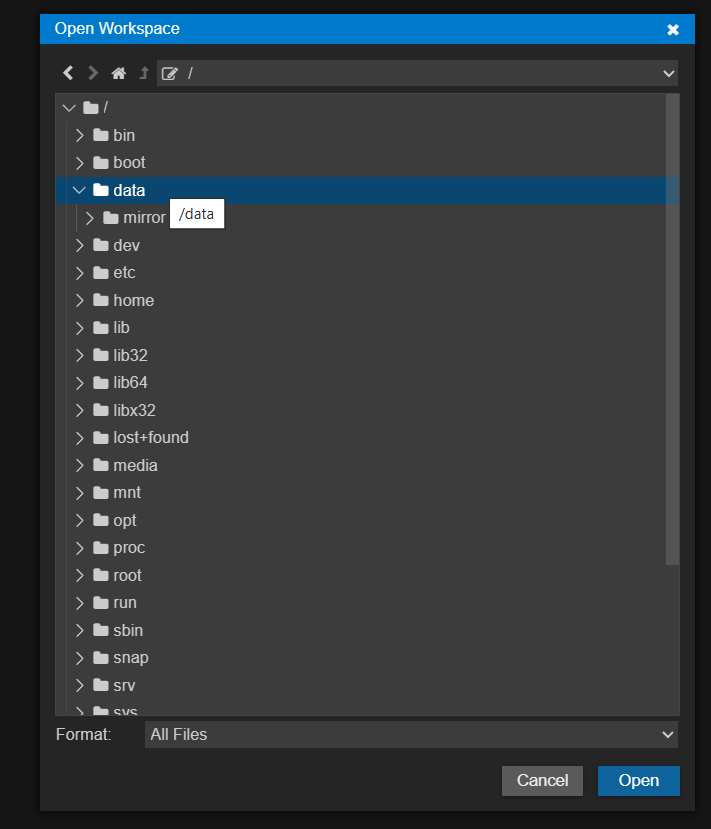 Open Workspace
/
/
bin
boot
data
/data
mirror
dev
etc
home
lib
lib32
lib64
libx32
lost+found
media
mnt
opt
proc
root
run
sbin
snap
srv
sys
Format: All Files
Cancel Open